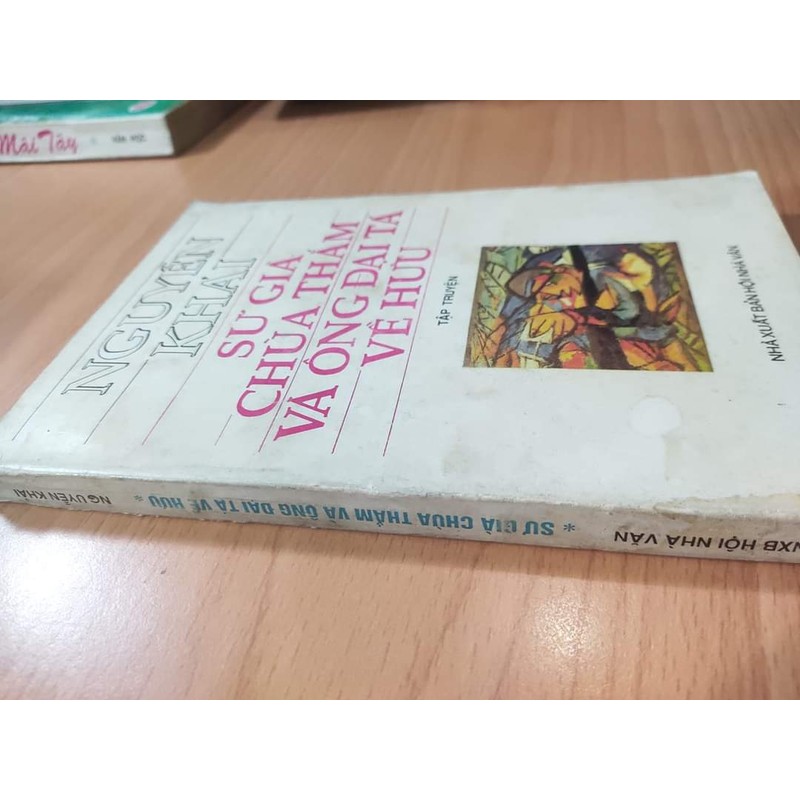 NGUYỄN
KHẢI
SƯ GIÀ
CHÙA THẮM
VÀ ÔNG ĐẠI TÁ
VỀ HƯU
TẬP TRUYỆN
NHÀ XUẤT BẢN HỘI NHÀ VĂN
NGUYỄN KHẢI
* SƯ GIÀ CHÙA THẮM VÀ ÔNG ĐẠI TÁ VỀ HƯU *
NXB HỘI NHÀ VĂN
Mái Tây